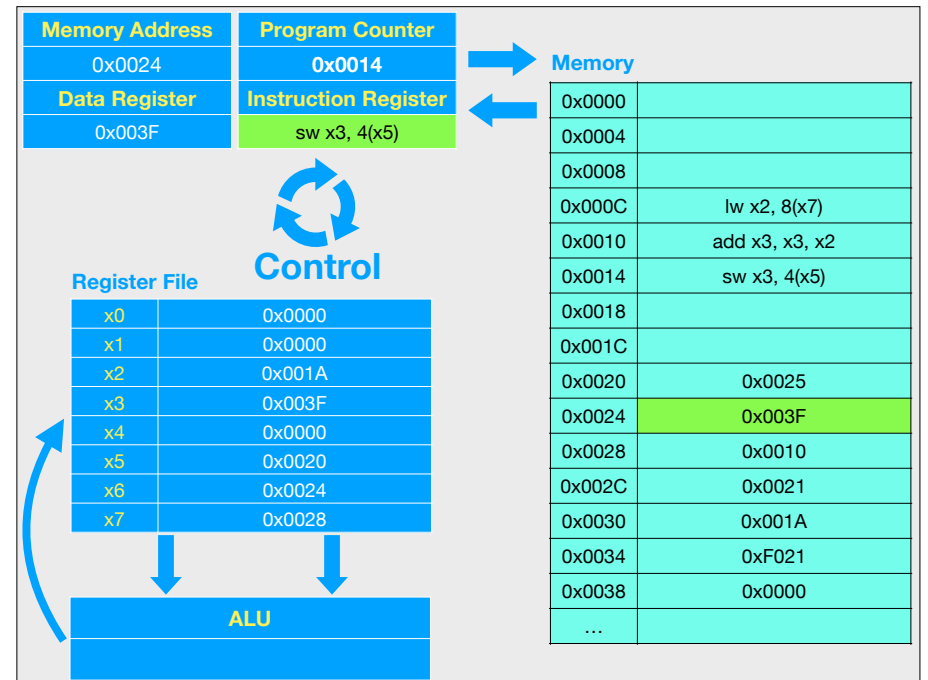 Memory Address Program Counter
0x0024 0x0014
Data Register Instruction Register
0x003F sw x3, 4(x5)
Control
Register File
x0 0x0000
x1 0x0000
x2 0x001A
x3 0x003F
x4 0x0000
x5 0x0020
x6 0x0024
x7 0x0028
ALU
Memory
0x0000
0x0004
0x0008
0x000C lw x2, 8(x7)
0x0010 add x3, x3, x2
0x0014 sw x3, 4(x5)
0x0018
0x001C
0x0020 0x0025
0x0024 0x003F
0x0028 0x0010
0x002C 0x0021
0x0030 0x001A
0x0034 0xF021
0x0038 0x0000
…